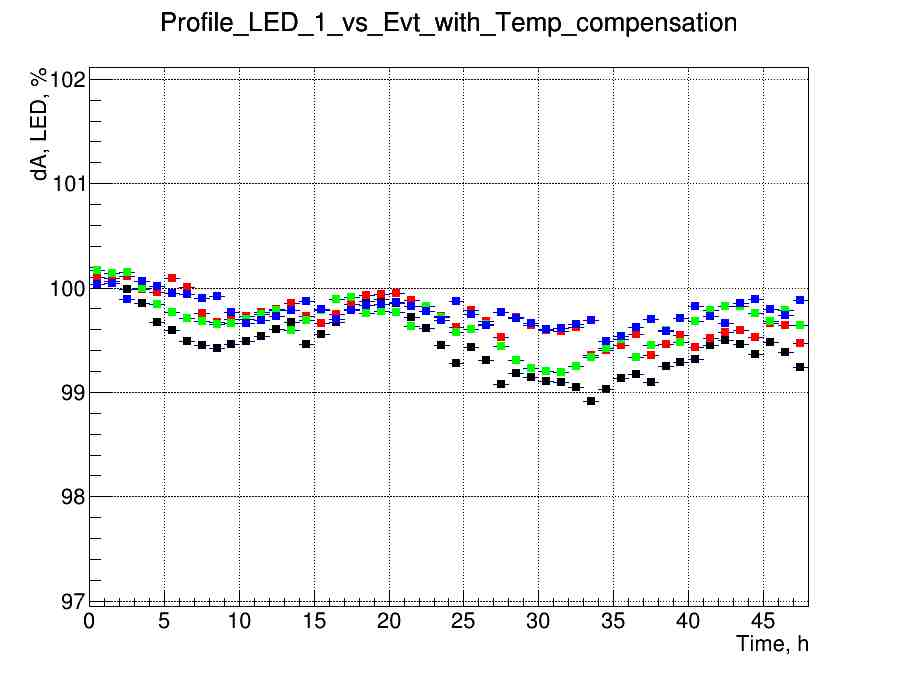 Profile_LED_1_vs_Evt_with_Temp_compensation
dA, LED, %
102
101
100
99
98
97
0 5 10 15 20 25 30 35 40 45
Time, h